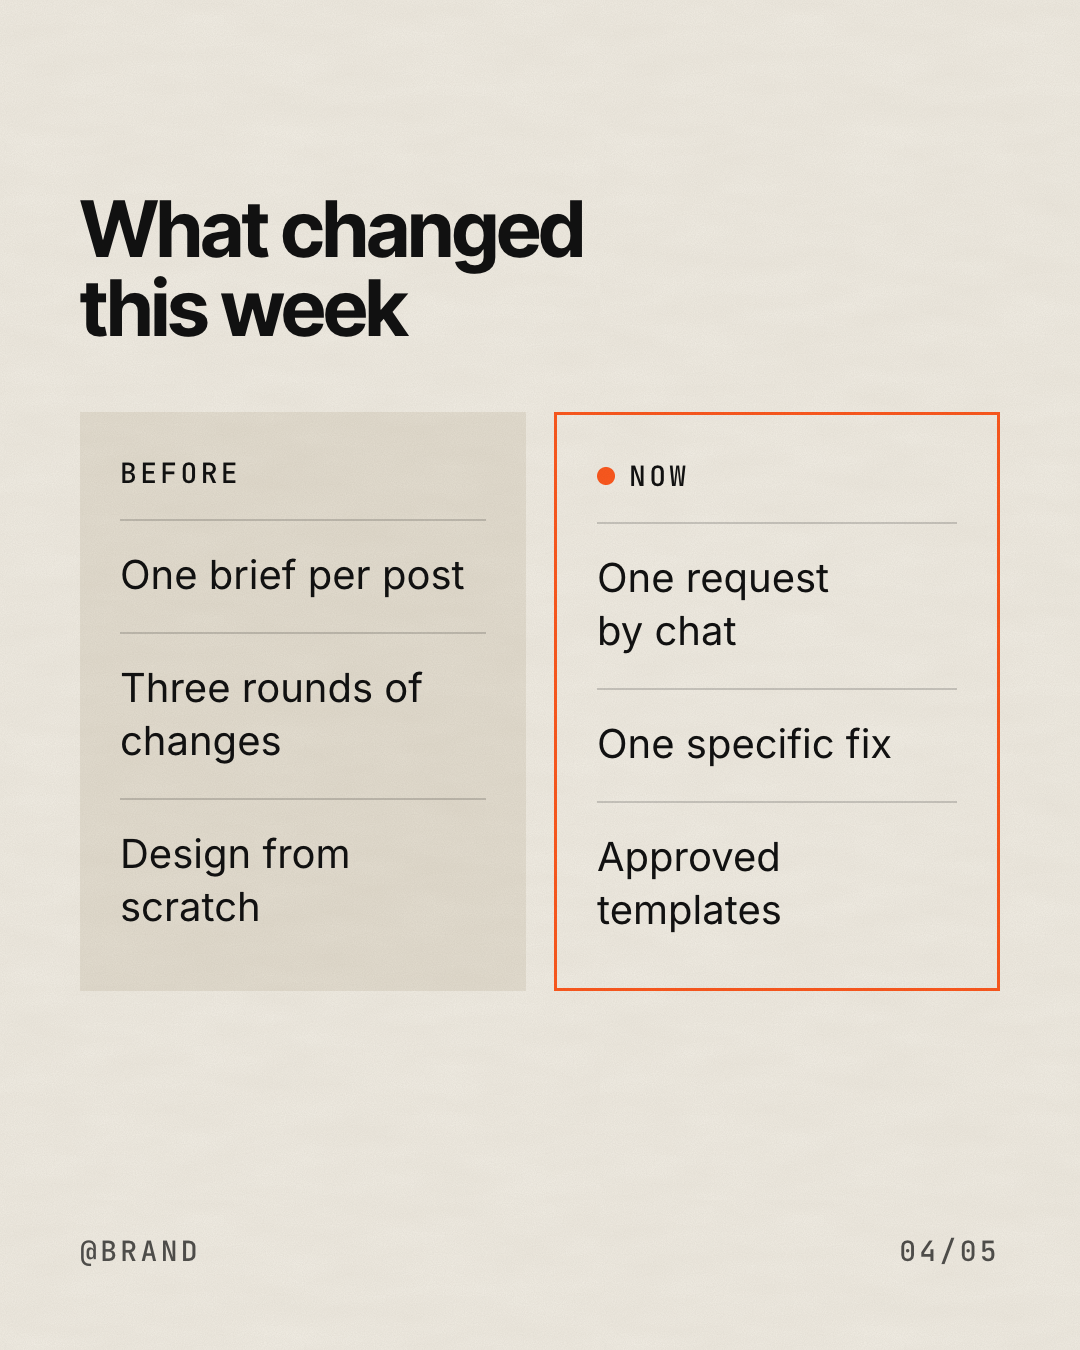 What changed
this week
BEFORE
One brief per post
Three rounds of
changes
Design from
scratch
NOW
One request
by chat
One specific fix
Approved
templates
@BRAND
04/05